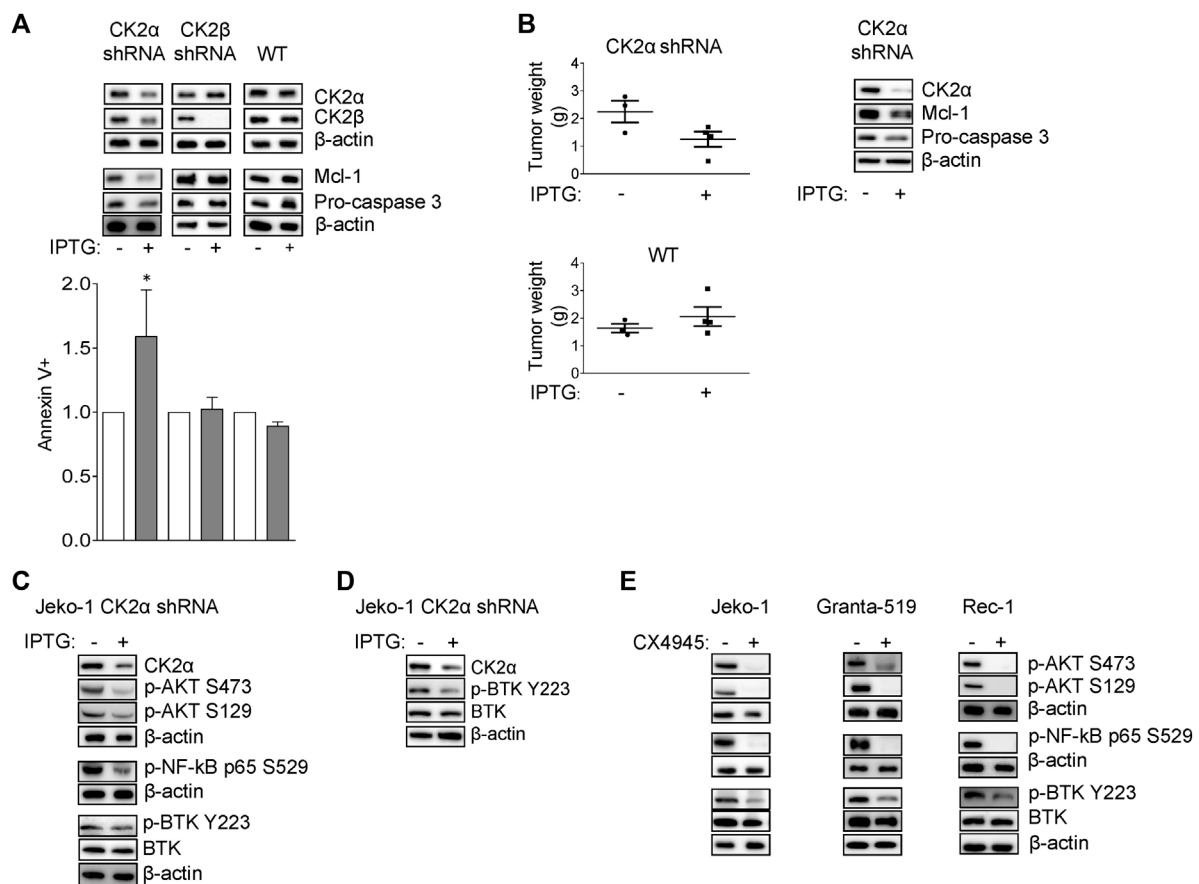 A
CK2α CK2β
shRNA shRNA WT
CK2α
CK2β
β-actin
Mcl-1
Pro-caspase 3
β-actin
IPTG: - + - + - +
*
2.0
1.5
1.0
0.5
0.0
Annexin V+
B
CK2α shRNA
4
3
2
1
0
Tumor weight
(g)
IPTG: - +
CK2α
shRNA
CK2α
Mcl-1
Pro-caspase 3
β-actin
IPTG: - +
WT
4
3
2
1
0
Tumor weight
(g)
IPTG: - +
C
Jeko-1 CK2α shRNA
IPTG: - +
CK2α
p-AKT S473
p-AKT S129
β-actin
p-NF-kB p65 S529
β-actin
p-BTK Y223
BTK
β-actin
D
Jeko-1 CK2α shRNA
IPTG: - +
CK2α
p-BTK Y223
BTK
β-actin
E
Jeko-1 Granta-519 Rec-1
CX4945: - + - + - +
p-AKT S473
p-AKT S129
β-actin
p-NF-kB p65 S529
β-actin
p-BTK Y223
BTK
β-actin